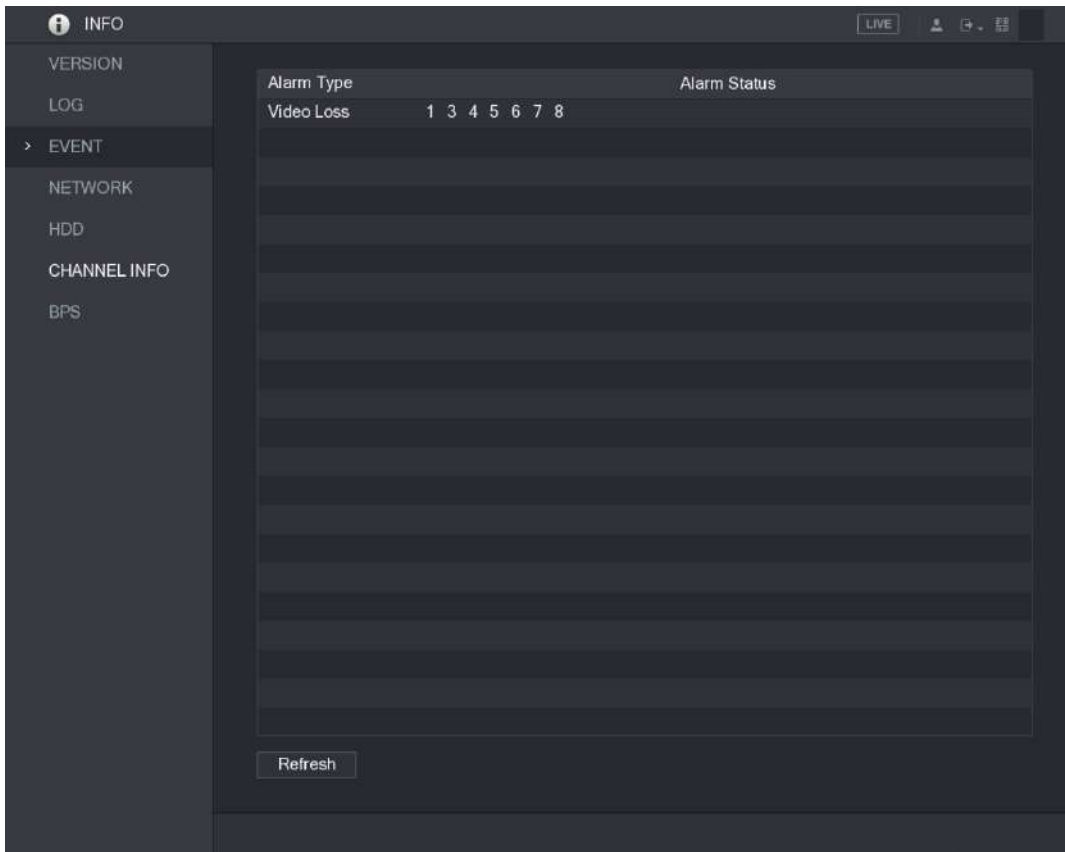 INFO
LIVE
VERSION
LOG
> EVENT
NETWORK
HDD
CHANNEL INFO
BPS
Alarm Type Alarm Status
Video Loss 1 3 4 5 6 7 8
Refresh